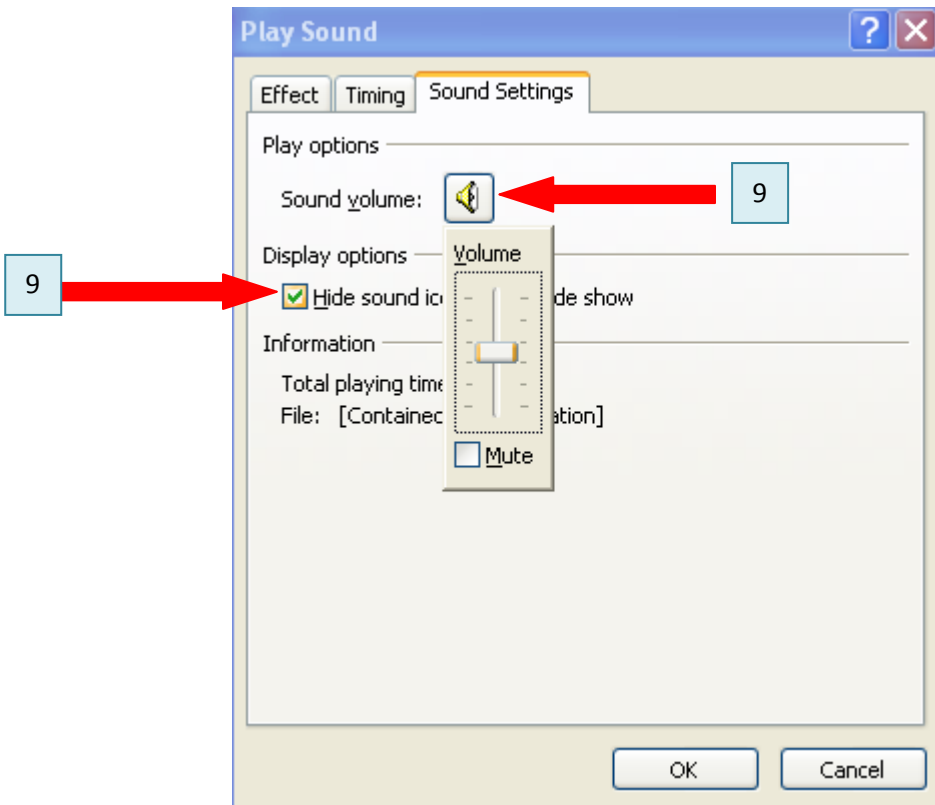 Play Sound
Effect Timing Sound Settings
Play options
Sound volume:
9
Display options
Volume
9
Hide sound ic de show
Information
Total playing time
File: [Contained ation]
Mute
OK Cancel